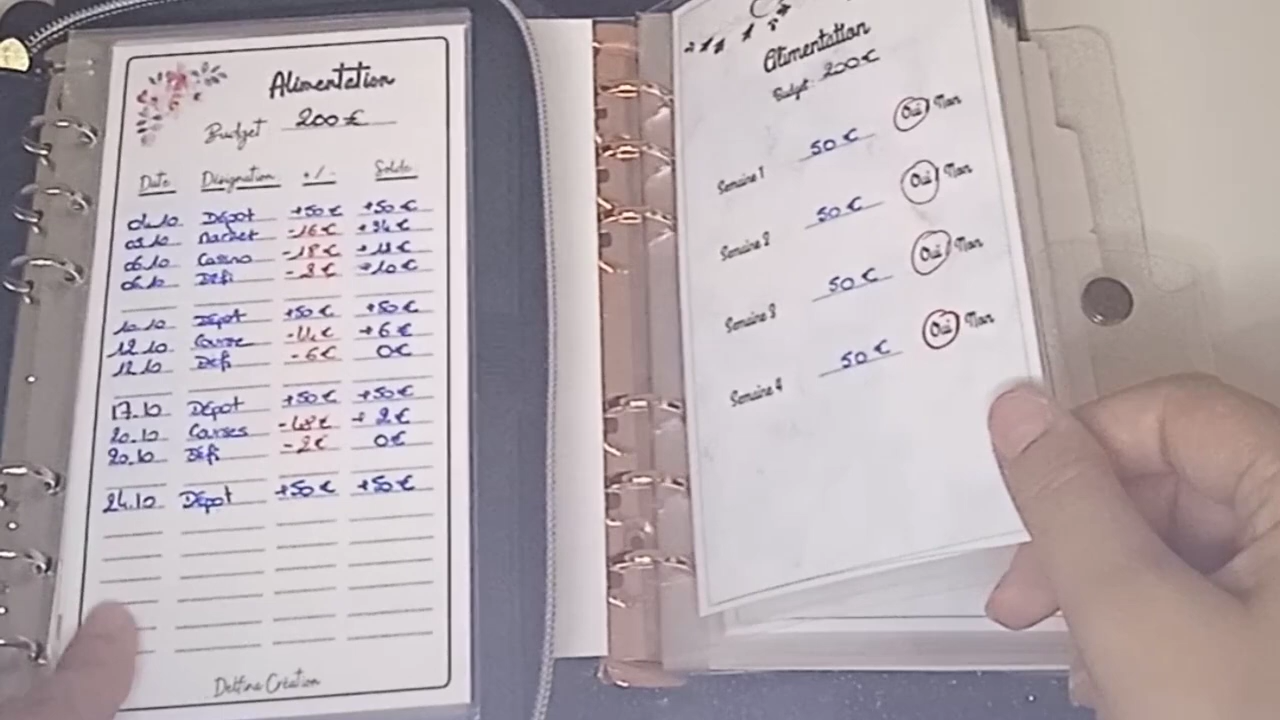 Alimentation
Budget 200€
Date Désignation +/- Solde
04.10 Dépot +50€ +50€
05.10 -16€ +34€
06.10 Casino -18€
06.10 Défi +10€
10.10 Dépot +50€ +50€
12.10 Course -44€ +6€
12.10 Défi -6€ 0€
17.10 Dépot +50€ +50€
20.10 Courses -48€ + 2€
20.10 Défi -2€ 0€
24.10 Dépot +50€ +50€
Delfine Création
Alimentation
Budget : 200€
Semaine 1 50€ Oui Non
Semaine 2 50€ Oui Non
Semaine 3 50€ Oui Non
Semaine 4 50€ Oui Non